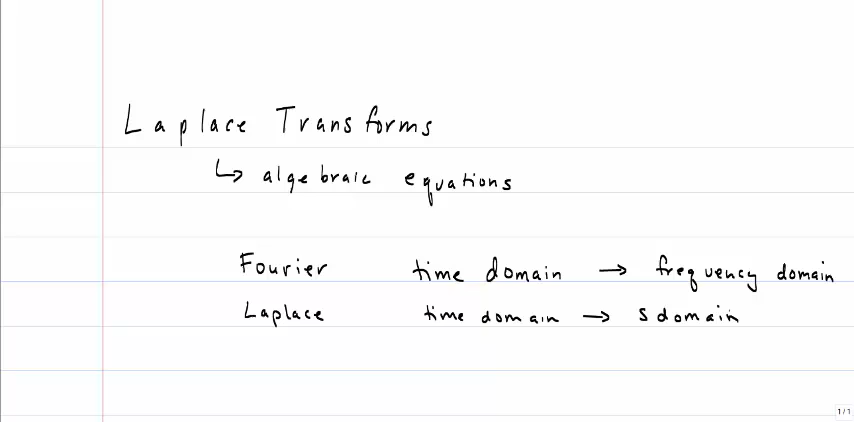 Laplace Transforms
↳ algebraic equations
Fourier time domain → frequency domain
Laplace time domain → s domain
1/1